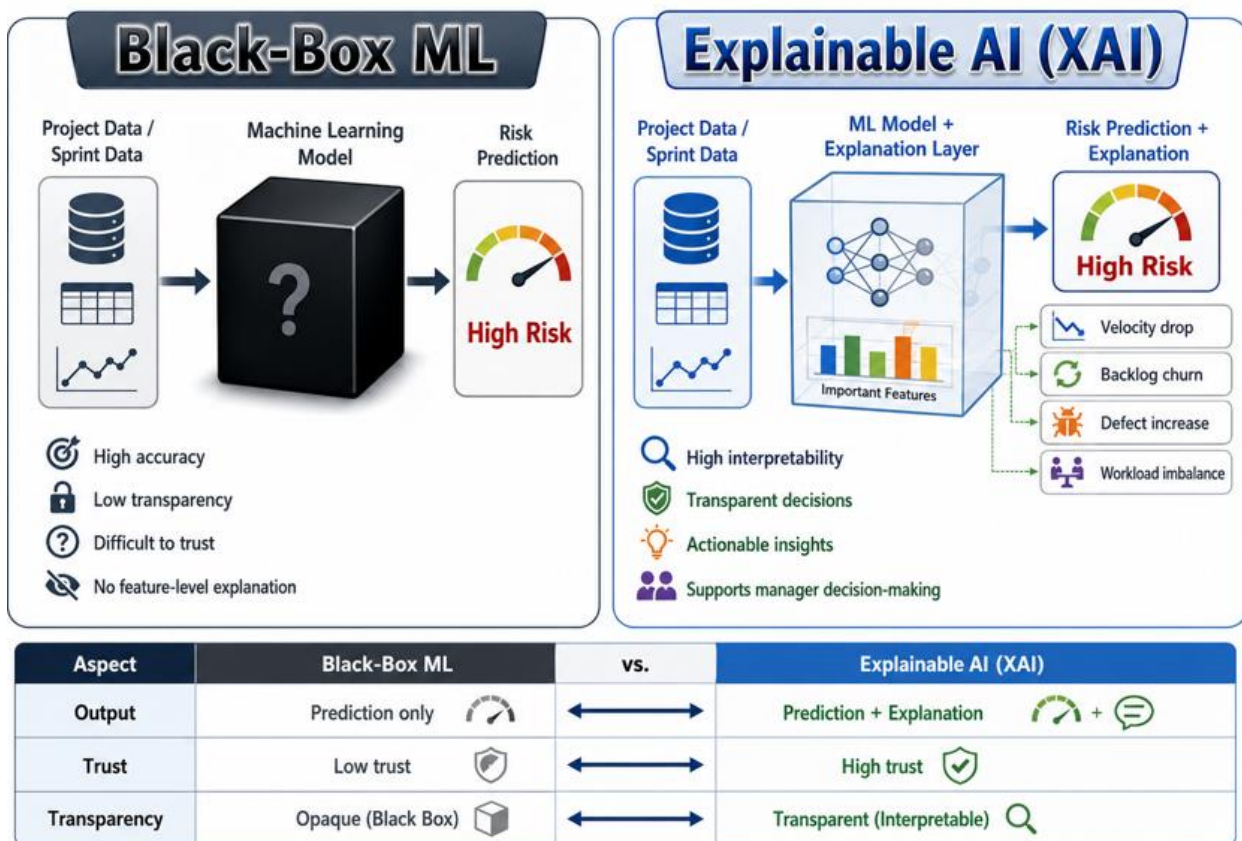 Black-Box ML
Project Data /
Sprint Data
Machine Learning
Model
Risk
Prediction
?
High Risk
High accuracy
Low transparency
? Difficult to trust
No feature-level explanation
Explainable AI (XAI)
Project Data /
Sprint Data
ML Model +
Explanation Layer
Risk Prediction +
Explanation
High Risk
Important Features
Velocity drop
Backlog churn
Defect increase
Workload imbalance
High interpretability
Transparent decisions
Actionable insights
Supports manager decision-making
Aspect Black-Box ML vs. Explainable AI (XAI)
Output Prediction only Prediction + Explanation +
Trust Low trust High trust
Transparency Opaque (Black Box) Transparent (Interpretable)